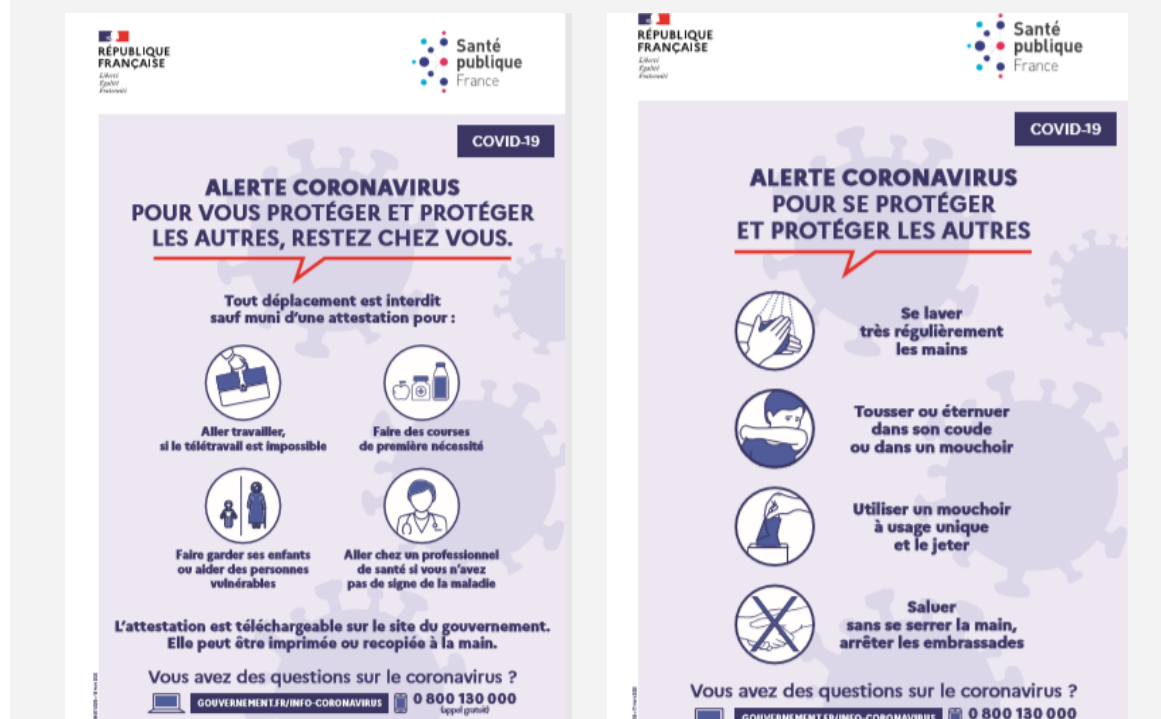 RÉPUBLIQUE
FRANÇAISE
Liberté
Égalité
Fraternité
Santé
publique
France
COVID-19
ALERTE CORONAVIRUS
POUR VOUS PROTÉGER ET PROTÉGER
LES AUTRES, RESTEZ CHEZ VOUS.
Tout déplacement est interdit
sauf muni d'une attestation pour :
Aller travailler,
si le télétravail est impossible
Faire des courses
de première nécessité
Faire garder ses enfants
ou aider des personnes
vulnérables
Aller chez un professionnel
de santé si vous n'avez
pas de signe de la maladie
L'attestation est téléchargeable sur le site du gouvernement.
Elle peut être imprimée ou recopiée à la main.
Vous avez des questions sur le coronavirus ?
GOUVERNEMENT.FR/INFO-CORONAVIRUS
0 800 130 000
(appel gratuit)
RÉPUBLIQUE
FRANÇAISE
Liberté
Égalité
Fraternité
Santé
publique
France
COVID-19
ALERTE CORONAVIRUS
POUR SE PROTÉGER
ET PROTÉGER LES AUTRES
Se laver
très régulièrement
les mains
Tousser ou éternuer
dans son coude
ou dans un mouchoir
Utiliser un mouchoir
à usage unique
et le jeter
Saluer
sans se serrer la main,
arrêter les embrassades
Vous avez des questions sur le coronavirus ?
GOUVERNEMENT.FR/INFO-CORONAVIRUS
0 800 130 000